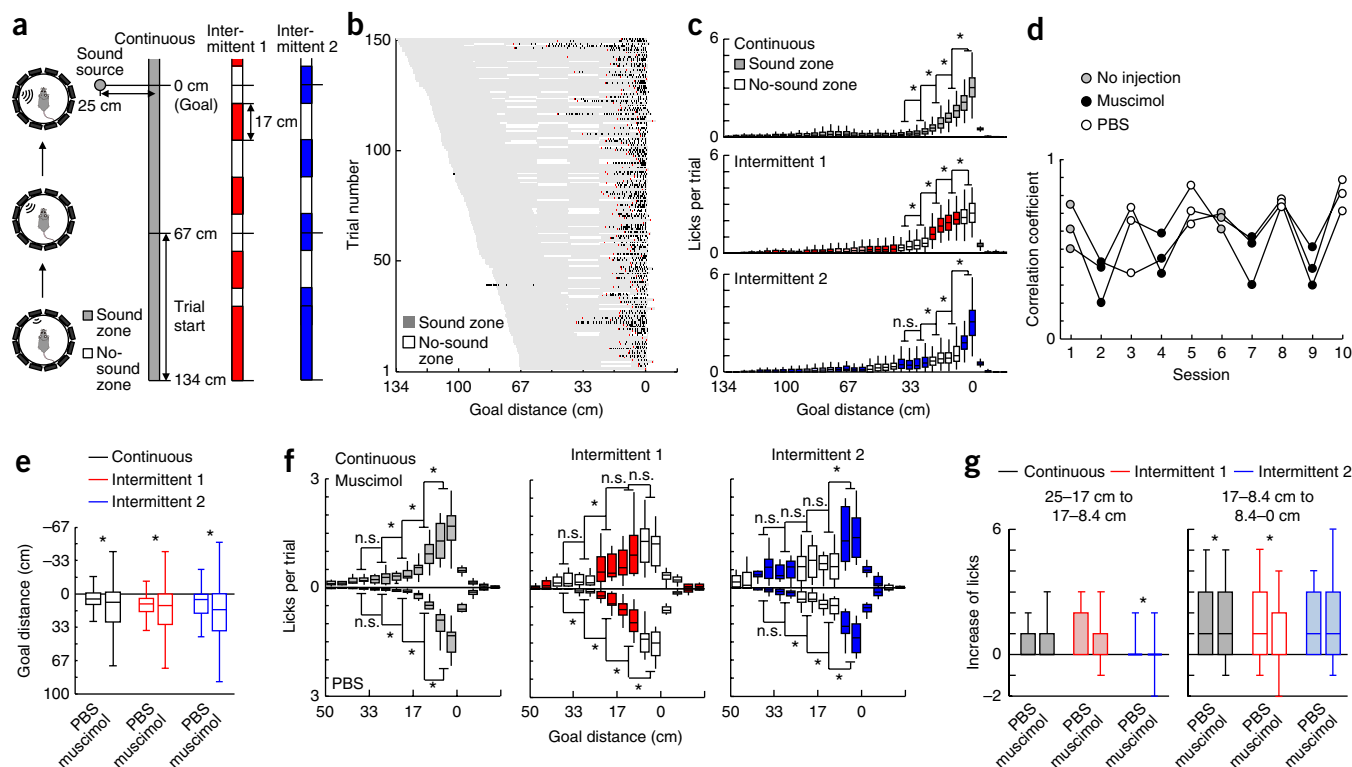 a
Sound
source
25 cm
Continuous
Inter-
mittent 1
Inter-
mittent 2
0 cm
(Goal)
17 cm
67 cm
Trial
start
134 cm
Sound
zone
No-
sound
zone
b
Trial number
150
100
50
1
Sound zone
No-sound
zone
134
100
67
33
0
Goal distance (cm)
c
Licks per trial
6
Continuous
Sound zone
No-sound zone
0
* * * *
6
Intermittent 1
0
* * * *
6
Intermittent 2
0
n.s. * * *
134
100
67
33
0
Goal distance (cm)
d
No injection
Muscimol
PBS
Correlation coefficient
1
0
1 2 3 4 5 6 7 8 9 10
Session
e
Continuous
Intermittent 1
Intermittent 2
Goal distance (cm)
–67
–33
0
33
67
100
* * *
PBS
muscimol
PBS
muscimol
PBS
muscimol
f
Licks per trial
3
0
3
Continuous
Muscimol
n.s. * * *
n.s. * * *
PBS
50 33 17 0
Intermittent 1
n.s. * n.s. n.s.
* * * *
33 17 0
Intermittent 2
n.s. n.s. n.s. *
n.s. * * *
33 17 0
Goal distance (cm)
g
Continuous
Intermittent 1
Intermittent 2
25–17 cm to
17–8.4 cm
17–8.4 cm to
8.4–0 cm
Increase of licks
6
0
–2
*
* *
PBS
muscimol
PBS
muscimol
PBS
muscimol
PBS
muscimol
PBS
muscimol
PBS
muscimol